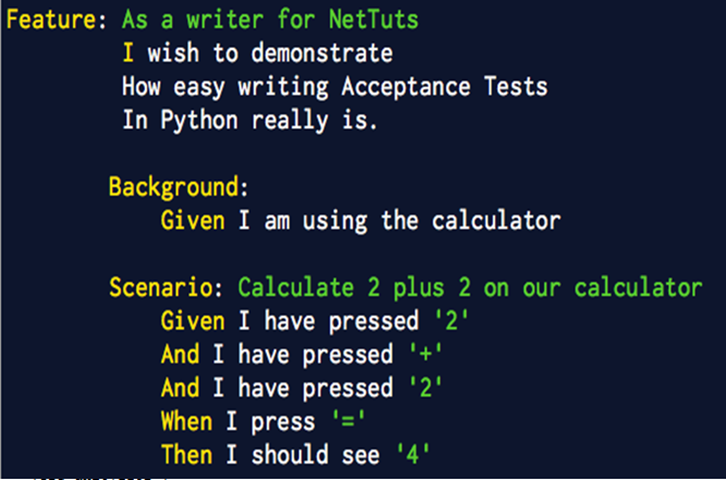 Feature: As a writer for NetTuts
I wish to demonstrate
How easy writing Acceptance Tests
In Python really is.
Background:
Given I am using the calculator
Scenario: Calculate 2 plus 2 on our calculator
Given I have pressed '2'
And I have pressed '+'
And I have pressed '2'
When I press '='
Then I should see '4'